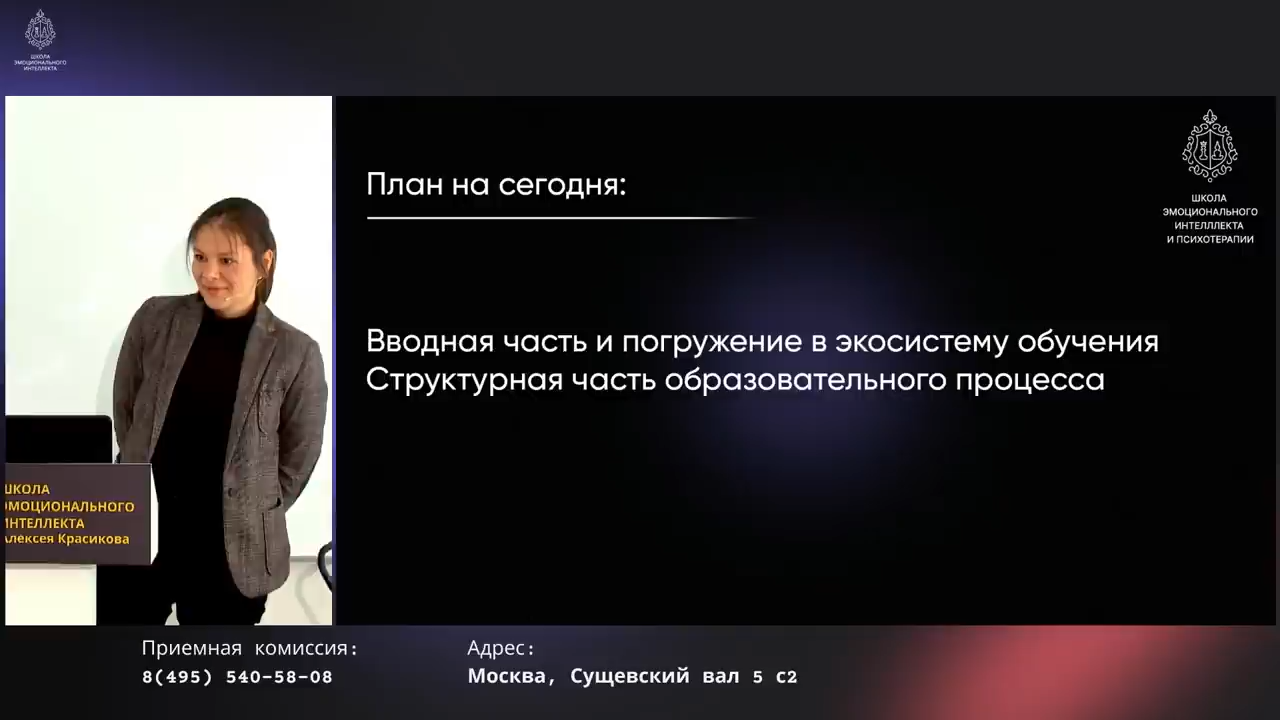 ШКОЛА
ЭМОЦИОНАЛЬНОГО
ИНТЕЛЛЕКТА
План на сегодня:
ШКОЛА
ЭМОЦИОНАЛЬНОГО
ИНТЕЛЛЛЕКТА
И ПСИХОТЕРАПИИ
Вводная часть и погружение в экосистему обучения
Структурная часть образовательного процесса
ШКОЛА
ЭМОЦИОНАЛЬНОГО
ИНТЕЛЛЕКТА
Алексея Красикова
Приемная комиссия:
8(495) 540-58-08
Адрес:
Москва, Сущевский вал 5 с2